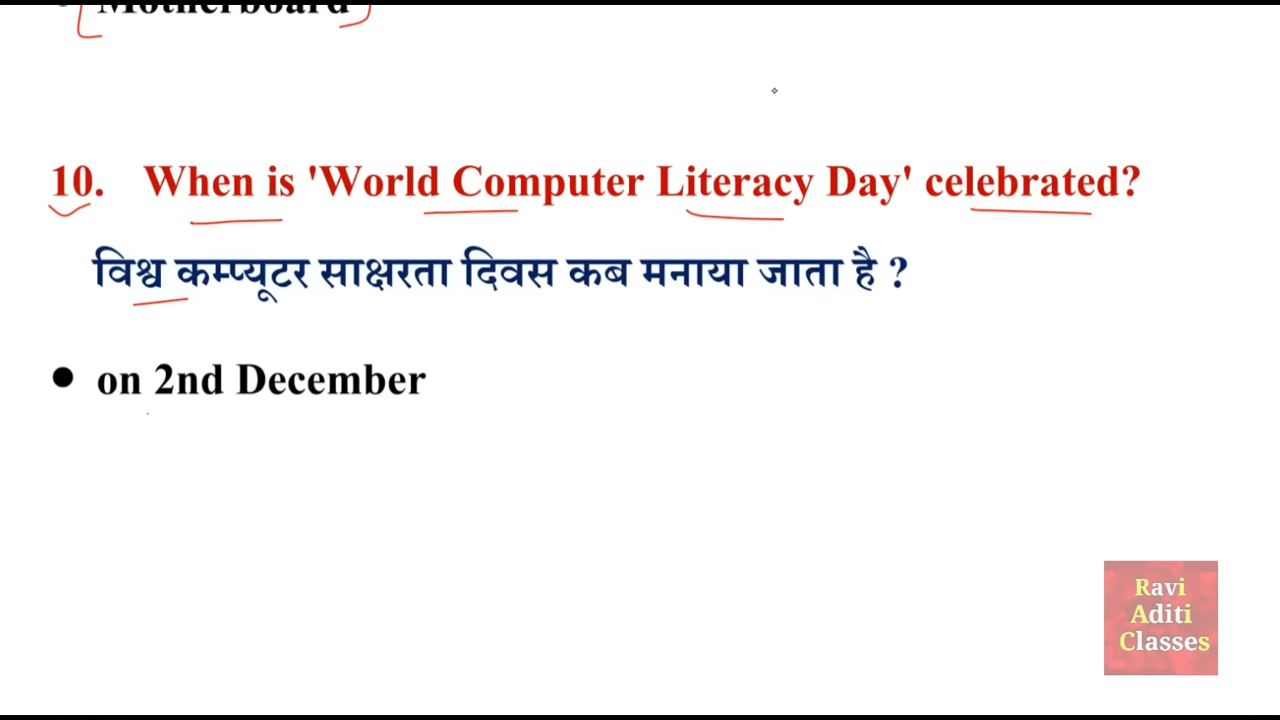 Motherboard
10. When is 'World Computer Literacy Day' celebrated?
विश्व कम्प्यूटर साक्षरता दिवस कब मनाया जाता है ?
• on 2nd December
Ravi
Aditi
Classes